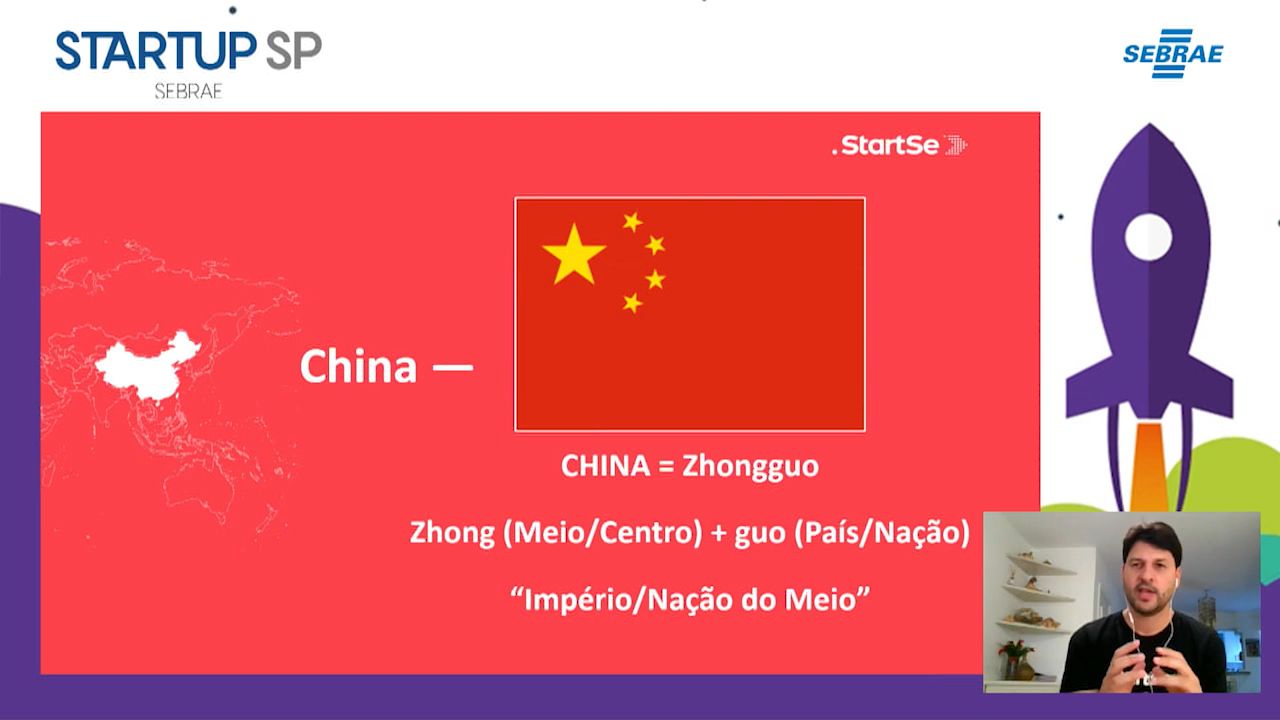 STARTUP SP
SEBRAE
SEBRAE
.StartSe
China —
CHINA = Zhongguo
Zhong (Meio/Centro) + guo (País/Nação)
“Império/Nação do Meio”